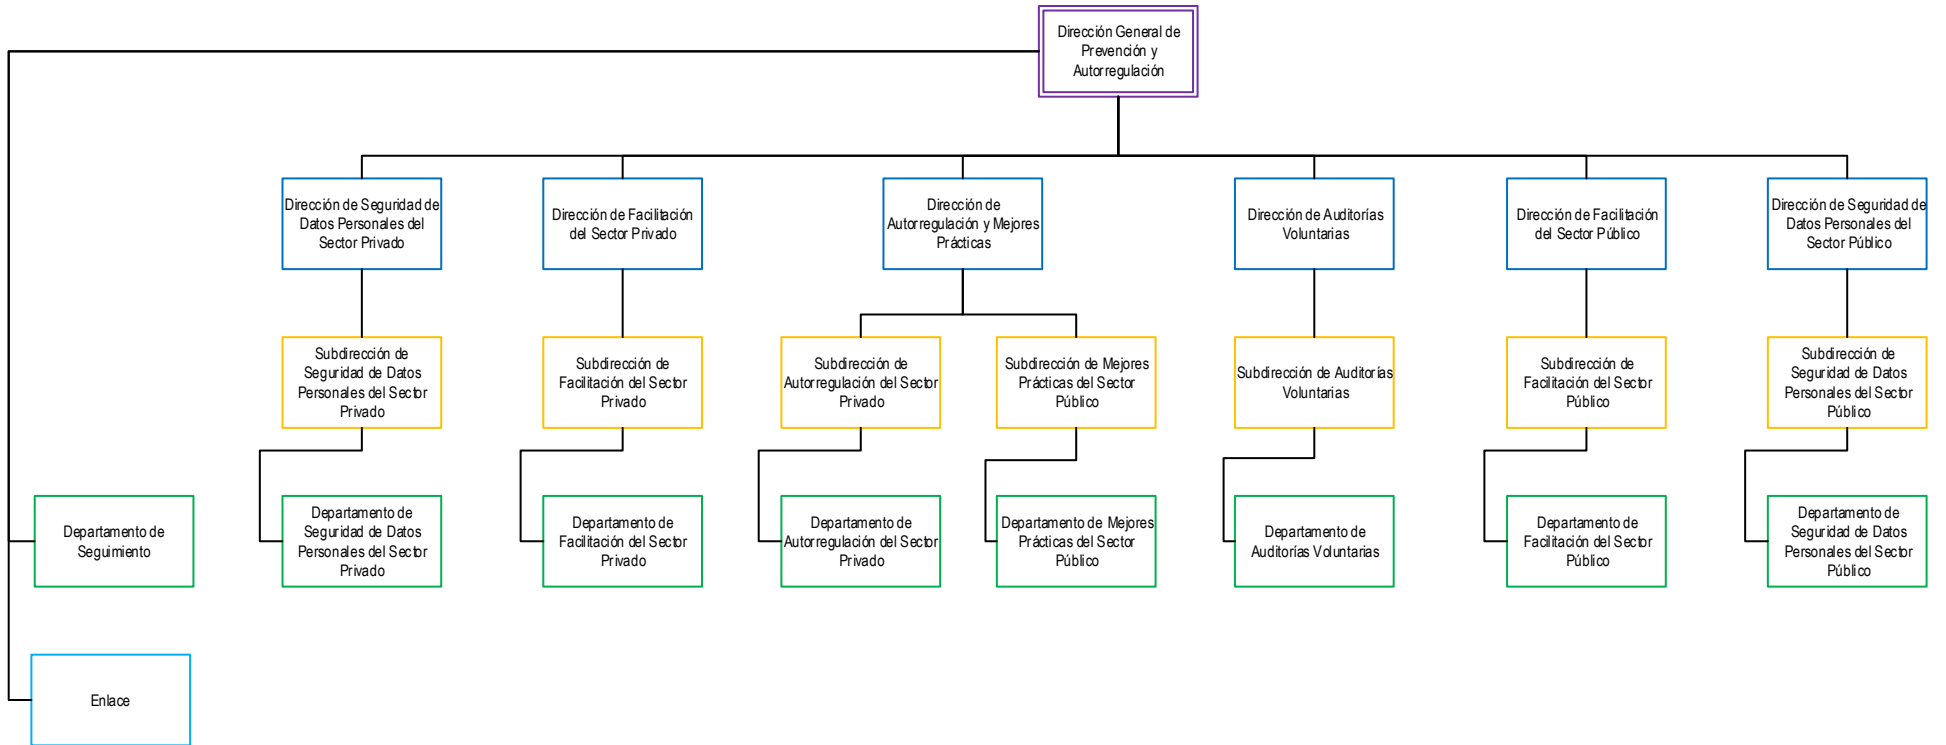 Dirección General de
Prevención y
Autorregulación
Dirección de Seguridad de
Datos Personales del
Sector Privado
Dirección de Facilitación
del Sector Privado
Dirección de
Autorregulación y Mejores
Prácticas
Dirección de Auditorías
Voluntarias
Dirección de Facilitación
del Sector Público
Dirección de Seguridad de
Datos Personales del
Sector Público
Subdirección de
Seguridad de Datos
Personales del Sector
Privado
Subdirección de
Facilitación del Sector
Privado
Subdirección de
Autorregulación del Sector
Privado
Subdirección de Mejores
Prácticas del Sector
Público
Subdirección de Auditorías
Voluntarias
Subdirección de
Facilitación del Sector
Público
Subdirección de
Seguridad de Datos
Personales del Sector
Público
Departamento de
Seguimiento
Departamento de
Seguridad de Datos
Personales del Sector
Privado
Departamento de
Facilitación del Sector
Privado
Departamento de
Autorregulación del Sector
Privado
Departamento de Mejores
Prácticas del Sector
Público
Departamento de
Auditorías Voluntarias
Departamento de
Facilitación del Sector
Público
Departamento de
Seguridad de Datos
Personales del Sector
Público
Enlace